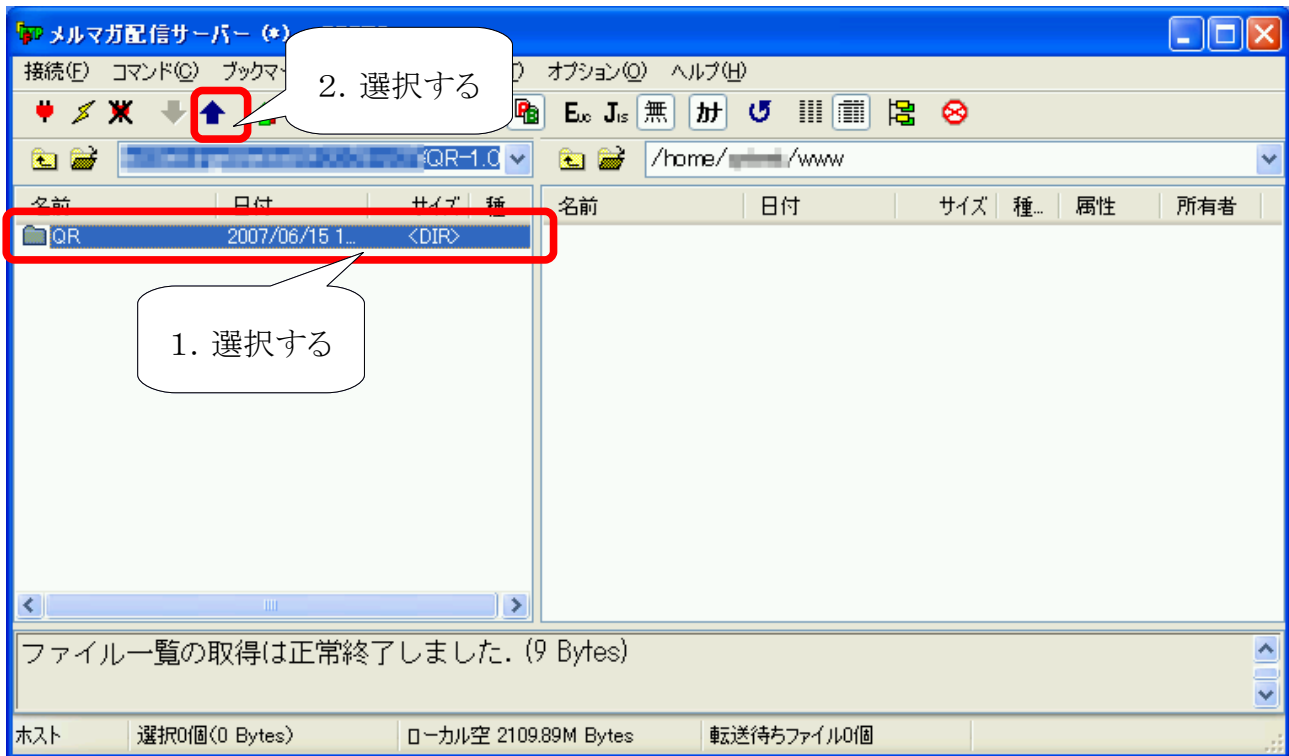 メルマガ配信サーバー (*)
接続(F) コマンド(C) ブックマー オプション(O) ヘルプ(H)
2. 選択する
Euc JIS 無 カナ
/QR-1.0 /home/ /www
名前 日付 サイズ 種 名前 日付 サイズ 種... 属性 所有者
QR 2007/06/15 1... <DIR>
1. 選択する
ファイル一覧の取得は正常終了しました. (9 Bytes)
ホスト 選択0個(0 Bytes) ローカル空 2109.89M Bytes 転送待ちファイル0個